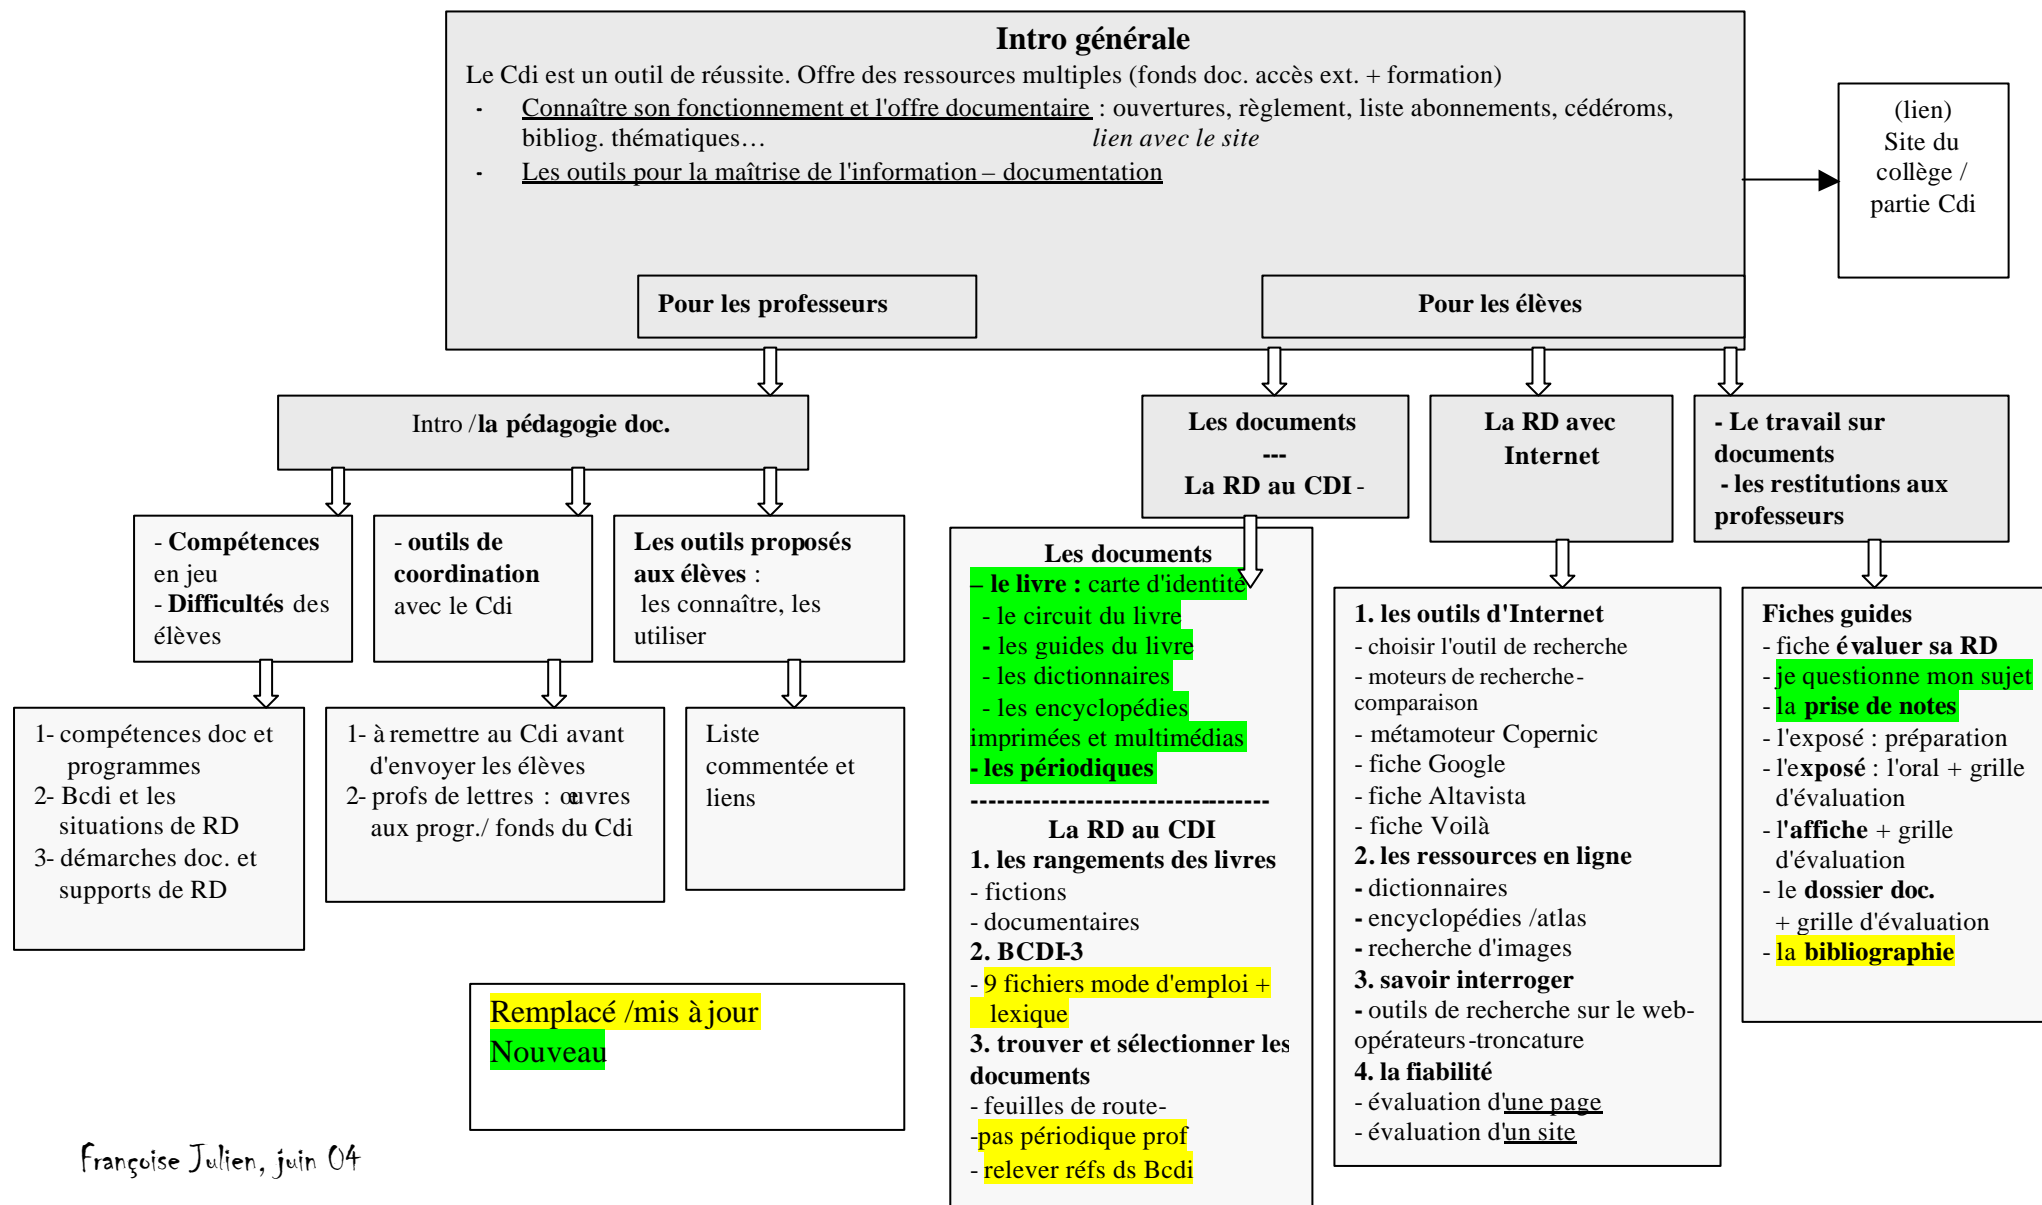 Intro générale
Le Cdi est un outil de réussite. Offre des ressources multiples (fonds doc. accès ext. + formation)
- Connaître son fonctionnement et l'offre documentaire : ouvertures, règlement, liste abonnements, cédéroms,
bibliog. thématiques… lien avec le site
- Les outils pour la maîtrise de l'information – documentation
(lien)
Site du
collège /
partie Cdi
Pour les professeurs
Pour les élèves
Intro /la pédagogie doc.
Les documents
---
La RD au CDI -
La RD avec
Internet
- Le travail sur
documents
- les restitutions aux
professeurs
- Compétences
en jeu
- Difficultés des
élèves
- outils de
coordination
avec le Cdi
Les outils proposés
aux élèves :
les connaître, les
utiliser
1- compétences doc et
programmes
2- Bcdi et les
situations de RD
3- démarches doc. et
supports de RD
1- à remettre au Cdi avant
d'envoyer les élèves
2- profs de lettres : œuvres
aux progr./ fonds du Cdi
Liste
commentée et
liens
Les documents
– le livre : carte d'identité
- le circuit du livre
- les guides du livre
- les dictionnaires
- les encyclopédies
imprimées et multimédias
- les périodiques
----------------------------------
La RD au CDI
1. les rangements des livres
- fictions
- documentaires
2. BCDI-3
- 9 fichiers mode d'emploi +
lexique
3. trouver et sélectionner les
documents
- feuilles de route-
-pas périodique prof
- relever réfs ds Bcdi
1. les outils d'Internet
- choisir l'outil de recherche
- moteurs de recherche-
comparaison
- métamoteur Copernic
- fiche Google
- fiche Altavista
- fiche Voilà
2. les ressources en ligne
- dictionnaires
- encyclopédies /atlas
- recherche d'images
3. savoir interroger
- outils de recherche sur le web-
opérateurs-troncature
4. la fiabilité
- évaluation d'une page
- évaluation d'un site
Fiches guides
- fiche évaluer sa RD
- je questionne mon sujet
- la prise de notes
- l'exposé : préparation
- l'exposé : l'oral + grille
d'évaluation
- l'affiche + grille
d'évaluation
- le dossier doc.
+ grille d'évaluation
- la bibliographie
Remplacé /mis à jour
Nouveau
Françoise Julien, juin 04